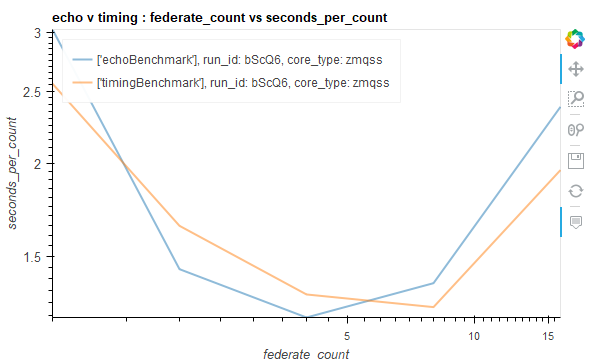 echo v timing : federate_count vs seconds_per_count
['echoBenchmark'], run_id: bScQ6, core_type: zmqss
['timingBenchmark'], run_id: bScQ6, core_type: zmqss
seconds_per_count
3
2.5
2
1.5
5
10
15
federate_count